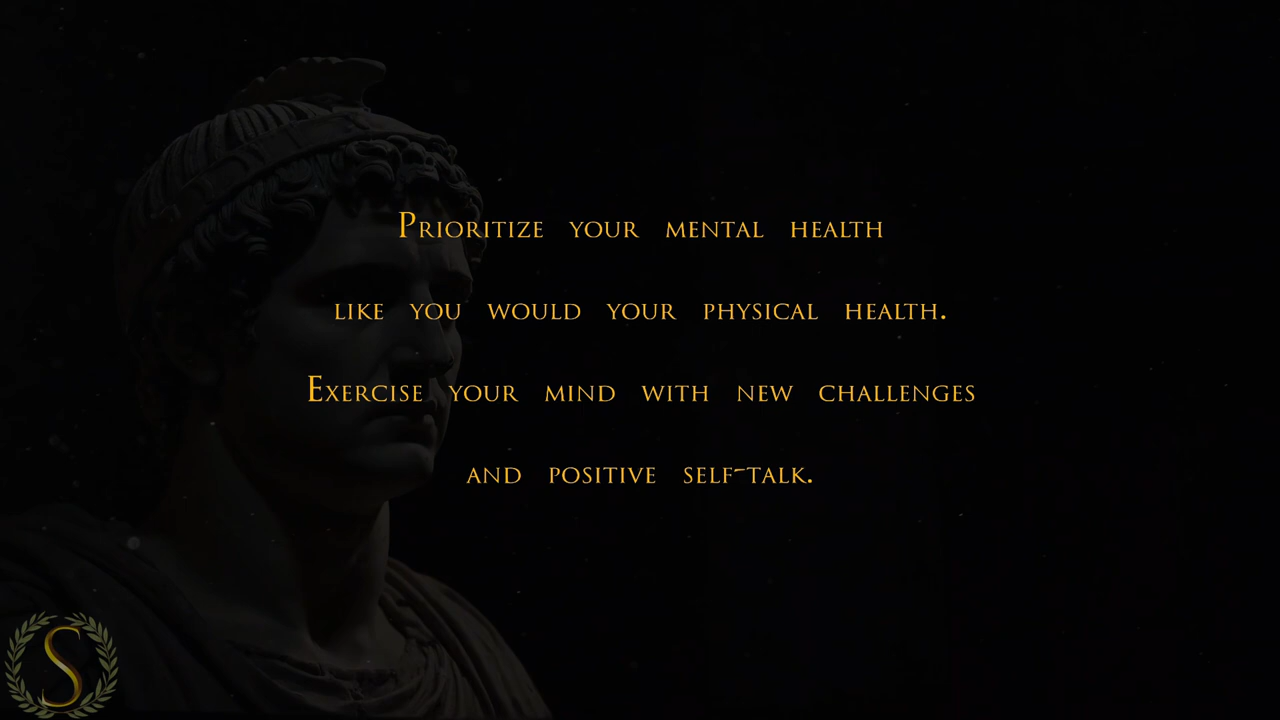 Prioritize your mental health
like you would your physical health.
Exercise your mind with new challenges
and positive self-talk.
S